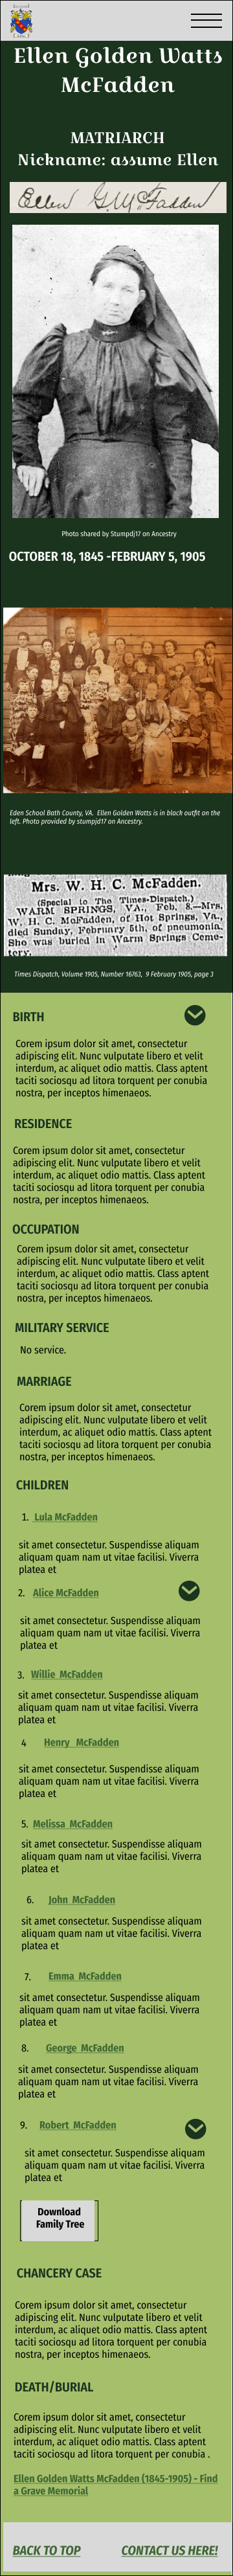 Ellen Golden Watts
McFadden
MATRIARCH
Nickname: assume Ellen
Ellen G. McFadden
Photo shared by Stumpdj17 on Ancestry
OCTOBER 18, 1845 -FEBRUARY 5, 1905
Eden School Bath County, VA. Ellen Golden Watts is in black outfit on the
left. Photo provided by stumpjd17 on Ancestry.
Mrs. W. H. C. McFadden.
(Special to The Times-Dispatch.)
WARM SPRINGS, VA., Feb. 8.—Mrs.
W. H. C. McFadden, of Hot Springs, Va.,
died Sunday, February 5th, of pneumonia.
She was buried in Warm Springs Ceme-
tery.
Times Dispatch, Volume 1905, Number 16763, 9 February 1905, page 3
BIRTH
Corem ipsum dolor sit amet, consectetur
adipiscing elit. Nunc vulputate libero et velit
interdum, ac aliquet odio mattis. Class aptent
taciti sociosqu ad litora torquent per conubia
nostra, per inceptos himenaeos.
RESIDENCE
Corem ipsum dolor sit amet, consectetur
adipiscing elit. Nunc vulputate libero et velit
interdum, ac aliquet odio mattis. Class aptent
taciti sociosqu ad litora torquent per conubia
nostra, per inceptos himenaeos.
OCCUPATION
Corem ipsum dolor sit amet, consectetur
adipiscing elit. Nunc vulputate libero et velit
interdum, ac aliquet odio mattis. Class aptent
taciti sociosqu ad litora torquent per conubia
nostra, per inceptos himenaeos.
MILITARY SERVICE
No service.
MARRIAGE
Corem ipsum dolor sit amet, consectetur
adipiscing elit. Nunc vulputate libero et velit
interdum, ac aliquet odio mattis. Class aptent
taciti sociosqu ad litora torquent per conubia
nostra, per inceptos himenaeos.
CHILDREN
1. Lula McFadden
sit amet consectetur. Suspendisse aliquam
aliquam quam nam ut vitae facilisi. Viverra
platea et
2. Alice McFadden
sit amet consectetur. Suspendisse aliquam
aliquam quam nam ut vitae facilisi. Viverra
platea et
3. Willie McFadden
sit amet consectetur. Suspendisse aliquam
aliquam quam nam ut vitae facilisi. Viverra
platea et
4 Henry McFadden
sit amet consectetur. Suspendisse aliquam
aliquam quam nam ut vitae facilisi. Viverra
platea et
5. Melissa McFadden
sit amet consectetur. Suspendisse aliquam
aliquam quam nam ut vitae facilisi. Viverra
platea et
6. John McFadden
sit amet consectetur. Suspendisse aliquam
aliquam quam nam ut vitae facilisi. Viverra
platea et
7. Emma McFadden
sit amet consectetur. Suspendisse aliquam
aliquam quam nam ut vitae facilisi. Viverra
platea et
8. George McFadden
sit amet consectetur. Suspendisse aliquam
aliquam quam nam ut vitae facilisi. Viverra
platea et
9. Robert McFadden
sit amet consectetur. Suspendisse aliquam
aliquam quam nam ut vitae facilisi. Viverra
platea et
Download
Family Tree
CHANCERY CASE
Corem ipsum dolor sit amet, consectetur
adipiscing elit. Nunc vulputate libero et velit
interdum, ac aliquet odio mattis. Class aptent
taciti sociosqu ad litora torquent per conubia
nostra, per inceptos himenaeos.
DEATH/BURIAL
Corem ipsum dolor sit amet, consectetur
adipiscing elit. Nunc vulputate libero et velit
interdum, ac aliquet odio mattis. Class aptent
taciti sociosqu ad litora torquent per conubia .
Ellen Golden Watts McFadden (1845-1905) - Find
a Grave Memorial
BACK TO TOP CONTACT US HERE!